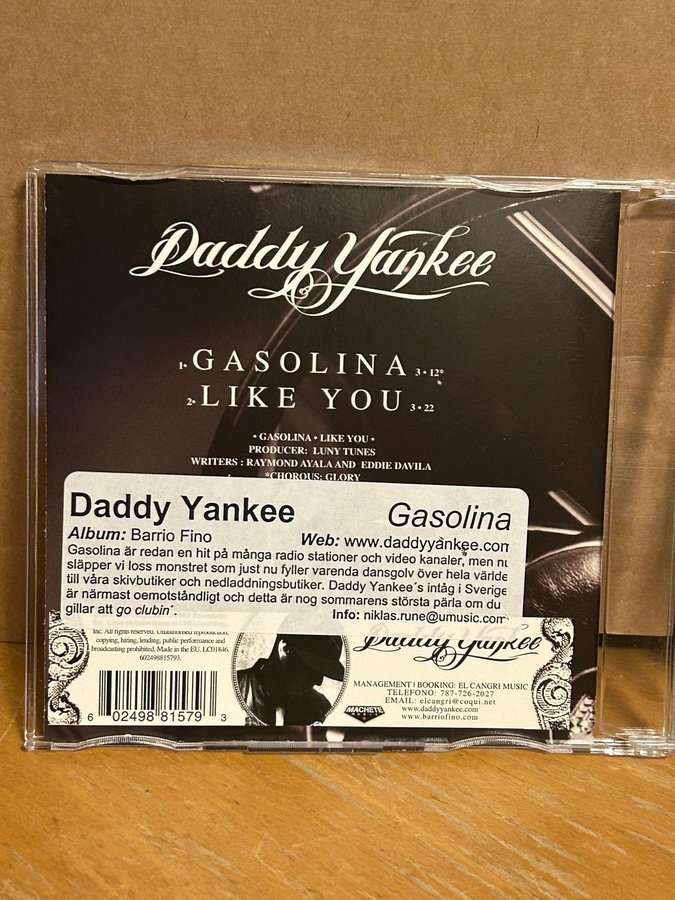 Daddy Yankee
1• GASOLINA 3•12*
2• LIKE YOU 3•22
• GASOLINA • LIKE YOU •
PRODUCER: LUNY TUNES
WRITERS : RAYMOND AYALA AND EDDIE DAVILA
*CHOROUS: GLORY
Daddy Yankee Gasolina
Album: Barrio Fino Web: www.daddyyankee.com
Gasolina är redan en hit på många radio stationer och video kanaler, men nu
släpper vi loss monstret som just nu fyller varenda dansgolv över hela världe
till våra skivbutiker och nedladdningsbutiker. Daddy Yankee´s intåg i Sverige
är närmast oemotståndligt och detta är nog sommarens största pärla om du
gillar att go clubin´. Info: niklas.rune@umusic.com
Inc. All rights reserved. Unauthorised reproduction,
copying, hiring, lending, public performance and
broadcasting prohibited. Made in the EU. LC01846.
602498815793.
6 02498 81579 3
Daddy Yankee
MANAGEMENT | BOOKING: EL CANGRI MUSIC
TELEFONO: 787-726-2027
EMAIL: elcangri@coqui.net
www.daddyyankee.com
www.barriofino.com
MACHETE
MUSIC